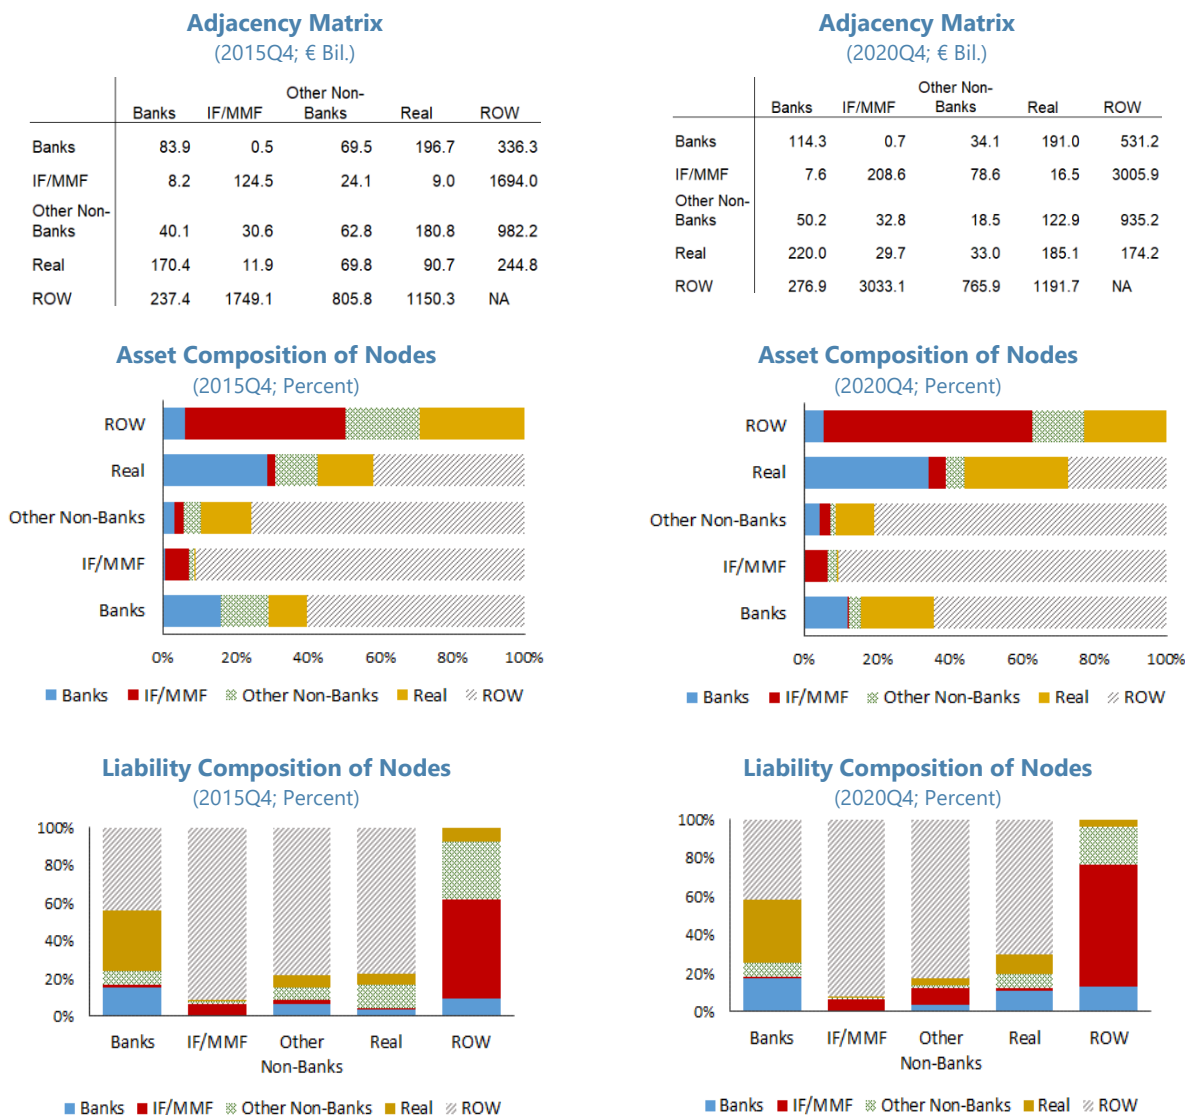 Adjacency Matrix
(2015Q4; € Bil.)
Banks IF/MMF Other Non-Banks Real ROW
Banks 83.9 0.5 69.5 196.7 336.3
IF/MMF 8.2 124.5 24.1 9.0 1694.0
Other Non-
Banks 40.1 30.6 62.8 180.8 982.2
Real 170.4 11.9 69.8 90.7 244.8
ROW 237.4 1749.1 805.8 1150.3 NA
Adjacency Matrix
(2020Q4; € Bil.)
Banks IF/MMF Other Non-Banks Real ROW
Banks 114.3 0.7 34.1 191.0 531.2
IF/MMF 7.6 208.6 78.6 16.5 3005.9
Other Non-
Banks 50.2 32.8 18.5 122.9 935.2
Real 220.0 29.7 33.0 185.1 174.2
ROW 276.9 3033.1 765.9 1191.7 NA
Asset Composition of Nodes
(2015Q4; Percent)
ROW
Real
Other Non-Banks
IF/MMF
Banks
0% 20% 40% 60% 80% 100%
Banks IF/MMF Other Non-Banks Real ROW
Asset Composition of Nodes
(2020Q4; Percent)
ROW
Real
Other Non-Banks
IF/MMF
Banks
0% 20% 40% 60% 80% 100%
Banks IF/MMF Other Non-Banks Real ROW
Liability Composition of Nodes
(2015Q4; Percent)
100%
80%
60%
40%
20%
0%
Banks IF/MMF Other Real ROW
Non-Banks
Banks IF/MMF Other Non-Banks Real ROW
Liability Composition of Nodes
(2020Q4; Percent)
100%
80%
60%
40%
20%
0%
Banks IF/MMF Other Real ROW
Non-Banks
Banks IF/MMF Other Non-Banks Real ROW